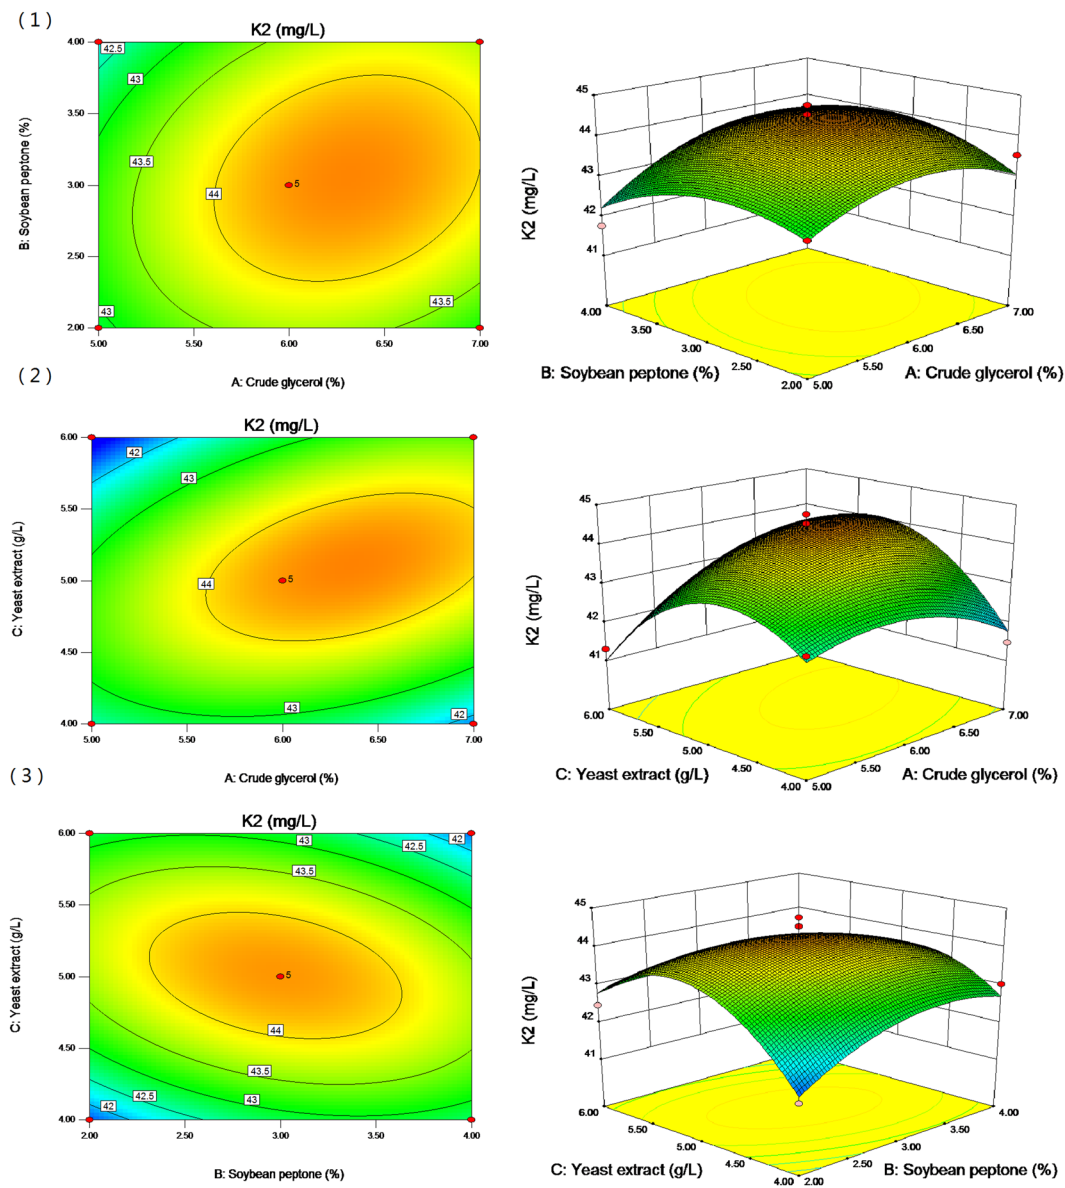 (1)
K2 (mg/L)
4.00
3.50
3.00
2.50
2.00
B: Soybean peptone (%)
42.5
43
43.5
44
5
43.5
43
5.00 5.50 6.00 6.50 7.00
A: Crude glycerol (%)
45
44
43
42
41
K2 (mg/L)
4.00 3.50 3.00 2.50 2.00
5.00 5.50 6.00 6.50 7.00
B: Soybean peptone (%)
A: Crude glycerol (%)
(2)
K2 (mg/L)
6.00
5.50
5.00
4.50
4.00
C: Yeast extract (g/L)
42
43
44
5
43
42
5.00 5.50 6.00 6.50 7.00
A: Crude glycerol (%)
45
44
43
42
41
K2 (mg/L)
6.00 5.50 5.00 4.50 4.00
5.00 5.50 6.00 6.50 7.00
C: Yeast extract (g/L)
A: Crude glycerol (%)
(3)
K2 (mg/L)
6.00
5.50
5.00
4.50
4.00
C: Yeast extract (g/L)
43
42
42.5
43.5
5
44
43.5
43
42.5
42
2.00 2.50 3.00 3.50 4.00
B: Soybean peptone (%)
45
44
43
42
41
K2 (mg/L)
6.00 5.50 5.00 4.50 4.00
2.00 2.50 3.00 3.50 4.00
C: Yeast extract (g/L)
B: Soybean peptone (%)